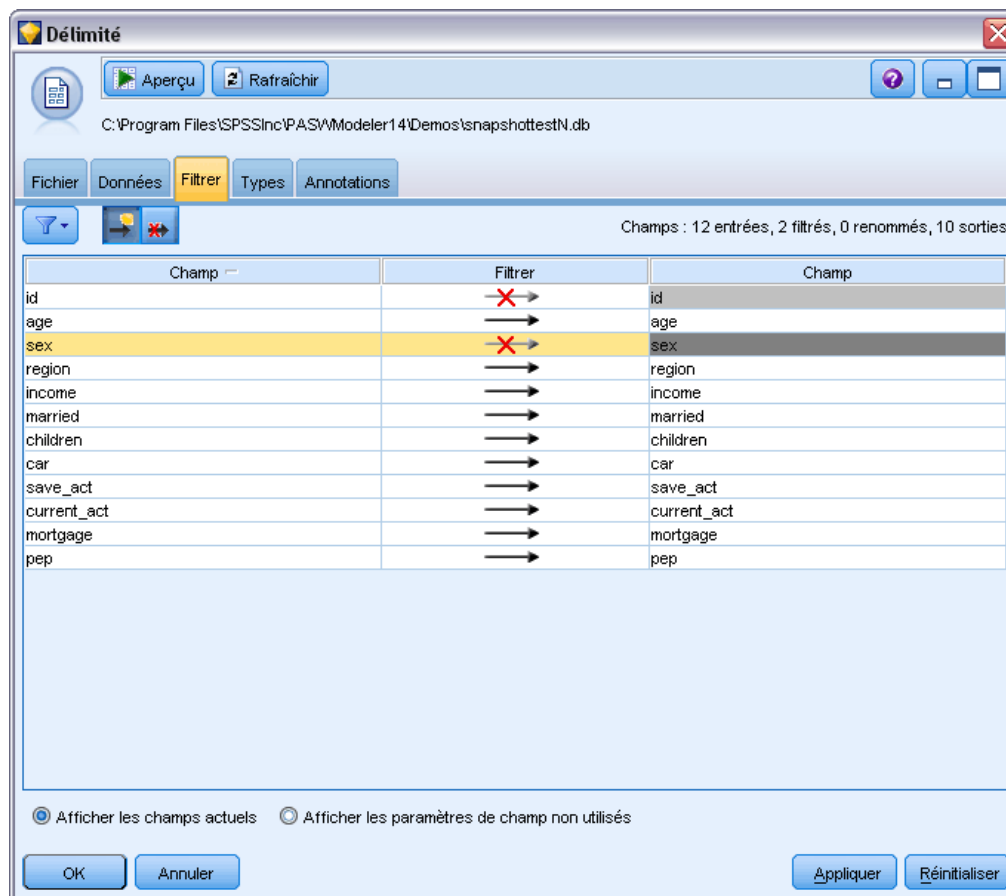 Délimité
Aperçu Rafraîchir
C:\Program Files\SPSSInc\PASWModeler14\Demos\snapshottestN.db
Fichier Données Filtrer Types Annotations
Champs : 12 entrées, 2 filtrés, 0 renommés, 10 sorties
Champ Filtrer Champ
id id
age age
sex sex
region region
income income
married married
children children
car car
save_act save_act
current_act current_act
mortgage mortgage
pep pep
Afficher les champs actuels Afficher les paramètres de champ non utilisés
OK Annuler Appliquer Réinitialiser